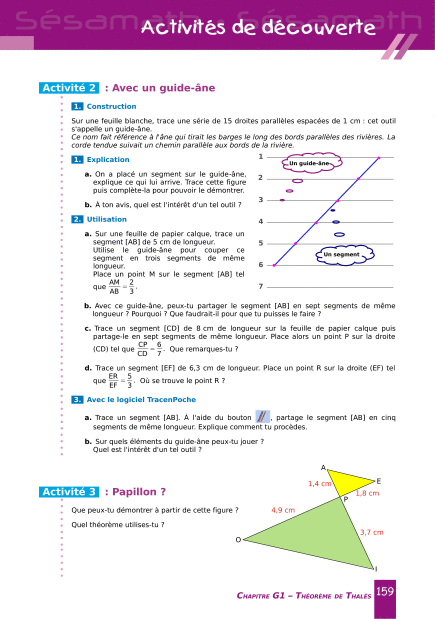 Sésamath - Sésamath
Activités de découverte
Activité 2 : Avec un guide-âne
1. Construction
Sur une feuille blanche, trace une série de 15 droites parallèles espacées de 1 cm : cet outil
s'appelle un guide-âne.
Ce nom fait référence à l'âne qui tirait les barges le long des bords parallèles des rivières. La
corde tendue suivait un chemin parallèle aux bords de la rivière.
1. Explication
a. On a placé un segment sur le guide-âne,
explique ce qui lui arrive. Trace cette figure
puis complète-la pour pouvoir le démontrer.
b. À ton avis, quel est l'intérêt d'un tel outil ?
1
2
3
4
5
6
7
Un guide-âne
Un segment
2. Utilisation
a. Sur une feuille de papier calque, trace un
segment [AB] de 5 cm de longueur.
Utilise le guide-âne pour couper ce
segment en trois segments de même
longueur.
Place un point M sur le segment [AB] tel
que AM/AB = 2/3.
b. Avec ce guide-âne, peux-tu partager le segment [AB] en sept segments de même
longueur ? Pourquoi ? Que faudrait-il pour que tu puisses le faire ?
c. Trace un segment [CD] de 8 cm de longueur sur la feuille de papier calque puis
partage-le en sept segments de même longueur. Place alors un point P sur la droite
(CD) tel que CP/CD = 6/7. Que remarques-tu ?
d. Trace un segment [EF] de 6,3 cm de longueur. Place un point R sur la droite (EF) tel
que ER/EF = 5/3. Où se trouve le point R ?
3. Avec le logiciel TracenPoche
a. Trace un segment [AB]. À l'aide du bouton , partage le segment [AB] en cinq
segments de même longueur. Explique comment tu procèdes.
b. Sur quels éléments du guide-âne peux-tu jouer ?
Quel est l'intérêt d'un tel outil ?
Activité 3 : Papillon ?
Que peux-tu démontrer à partir de cette figure ?
Quel théorème utilises-tu ?
A
E
1,4 cm
1,8 cm
P
4,9 cm
3,7 cm
O
I
CHAPITRE G1 – THÉORÈME DE THALÈS 159